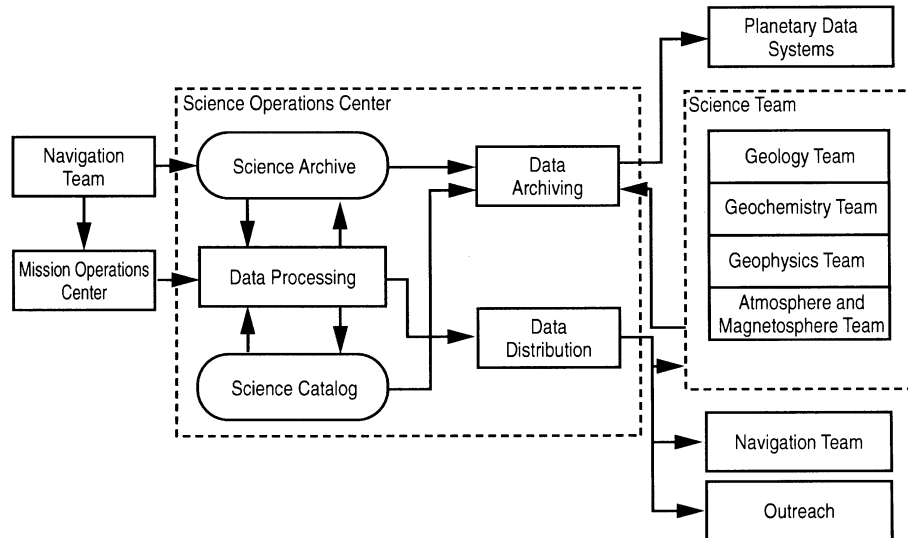 Planetary Data
Systems
Science Operations Center
Science Team
Navigation
Team
Science Archive
Data
Archiving
Geology Team
Geochemistry Team
Mission Operations
Center
Data Processing
Geophysics Team
Atmosphere and
Magnetosphere Team
Data
Distribution
Science Catalog
Navigation Team
Outreach